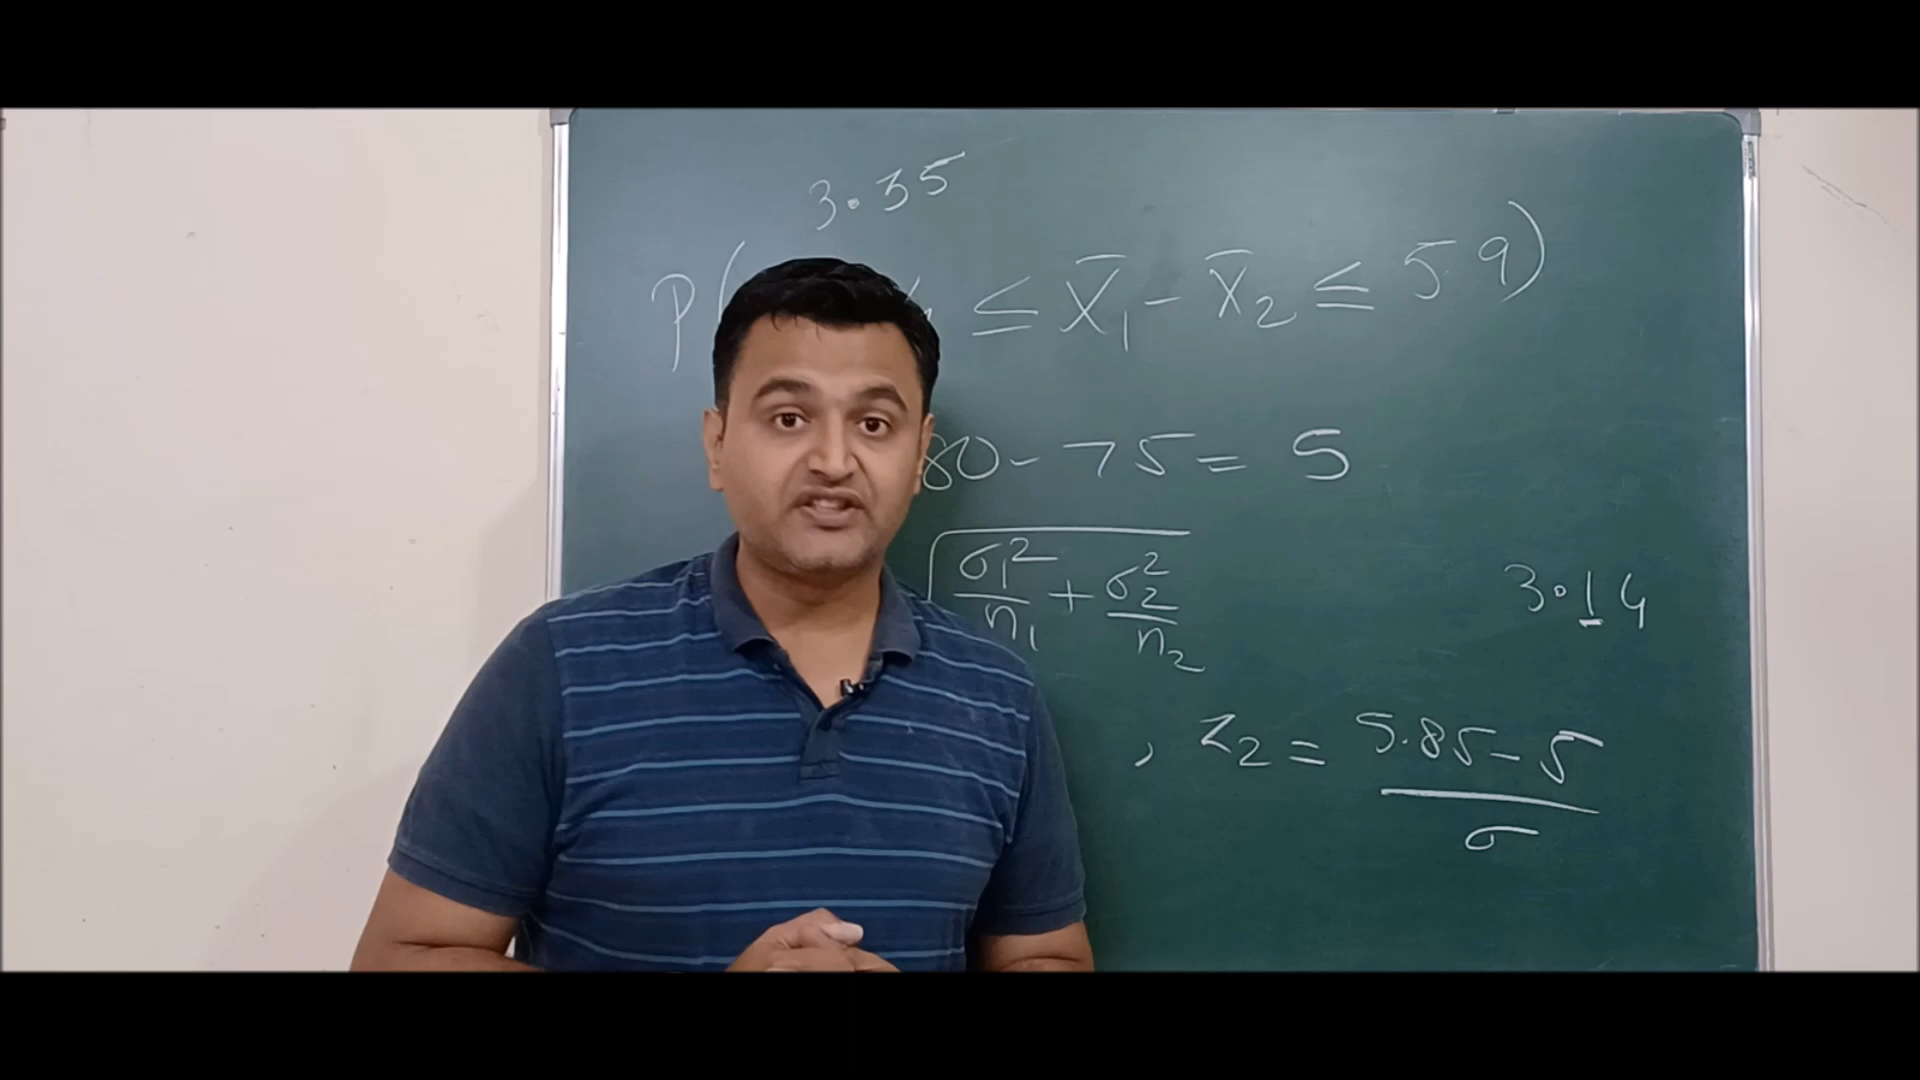 3.35
P( ≤ X̄₁ - X̄₂ ≤ 5.9)
80 - 75 = 5
√(σ₁²/n₁ + σ₂²/n₂)
3.14
, z₂ = (5.85 - 5)/σ